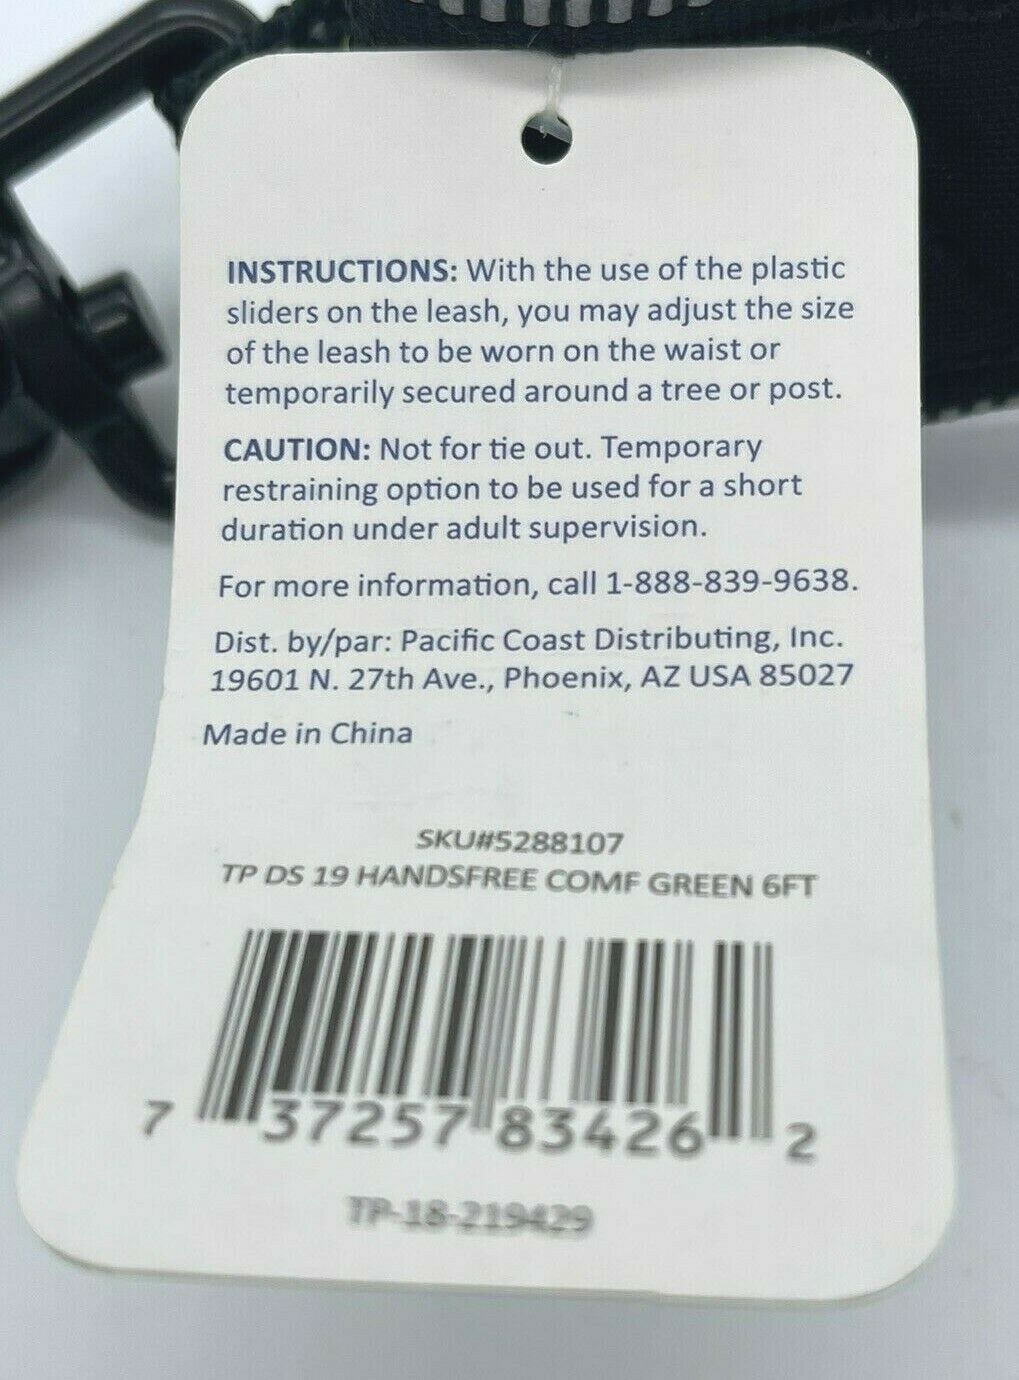 INSTRUCTIONS: With the use of the plastic
sliders on the leash, you may adjust the size
of the leash to be worn on the waist or
temporarily secured around a tree or post.
CAUTION: Not for tie out. Temporary
restraining option to be used for a short
duration under adult supervision.
For more information, call 1-888-839-9638.
Dist. by/par: Pacific Coast Distributing, Inc.
19601 N. 27th Ave., Phoenix, AZ USA 85027
Made in China
SKU#5288107
TP DS 19 HANDSFREE COMF GREEN 6FT
7 37257 83426 2
TP-18-219429